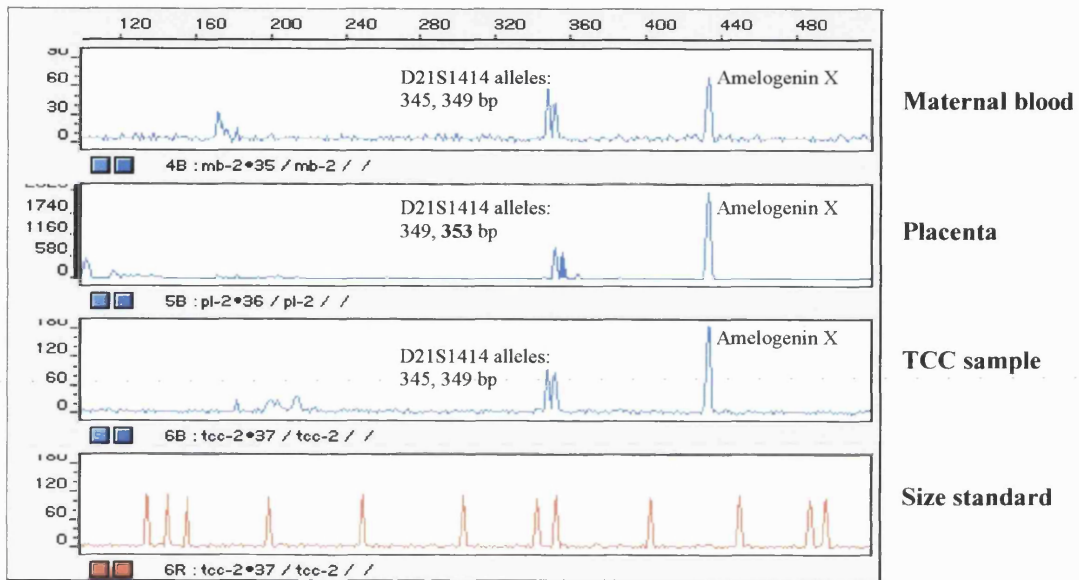 120 160 200 240 280 320 360 400 440 480
90
60
30
0
D21S1414 alleles:
345, 349 bp
Amelogenin X
Maternal blood
4B : mb-2•35 / mb-2 / /
1740
1160
580
0
D21S1414 alleles:
349, 353 bp
Amelogenin X
Placenta
5B : pl-2•36 / pl-2 / /
180
120
60
0
D21S1414 alleles:
345, 349 bp
Amelogenin X
TCC sample
6B : tcc-2•37 / tcc-2 / /
180
120
60
0
Size standard
6R : tcc-2•37 / tcc-2 / /